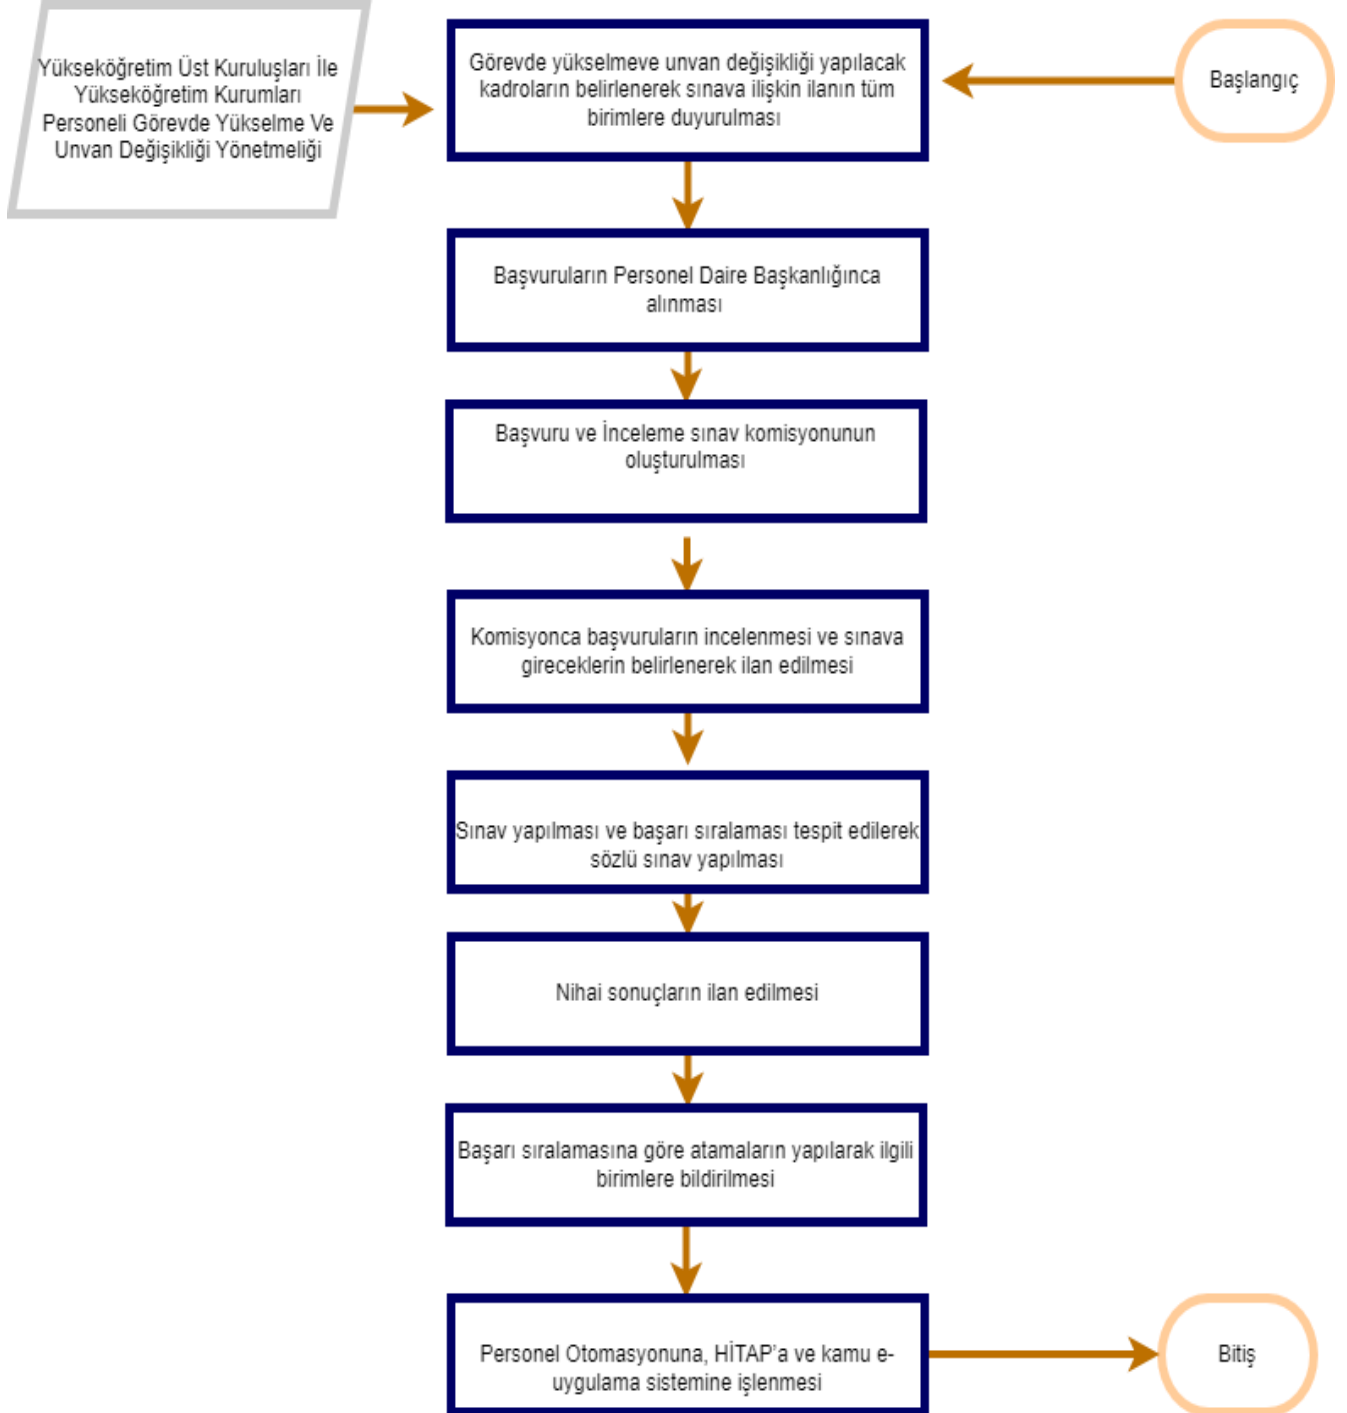 Yükseköğretim Üst Kuruluşları İle
Yükseköğretim Kurumları
Personeli Görevde Yükselme Ve
Unvan Değişikliği Yönetmeliği
Görevde yükselmeve unvan değişikliği yapılacak
kadroların belirlenerek sınava ilişkin ilanın tüm
birimlere duyurulması
Başlangıç
Başvuruların Personel Daire Başkanlığınca
alınması
Başvuru ve İnceleme sınav komisyonunun
oluşturulması
Komisyonca başvuruların incelenmesi ve sınava
gireceklerin belirlenerek ilan edilmesi
Sınav yapılması ve başarı sıralaması tespit edilerek
sözlü sınav yapılması
Nihai sonuçların ilan edilmesi
Başarı sıralamasına göre atamaların yapılarak ilgili
birimlere bildirilmesi
Personel Otomasyonuna, HİTAP’a ve kamu e-
uygulama sistemine işlenmesi
Bitiş